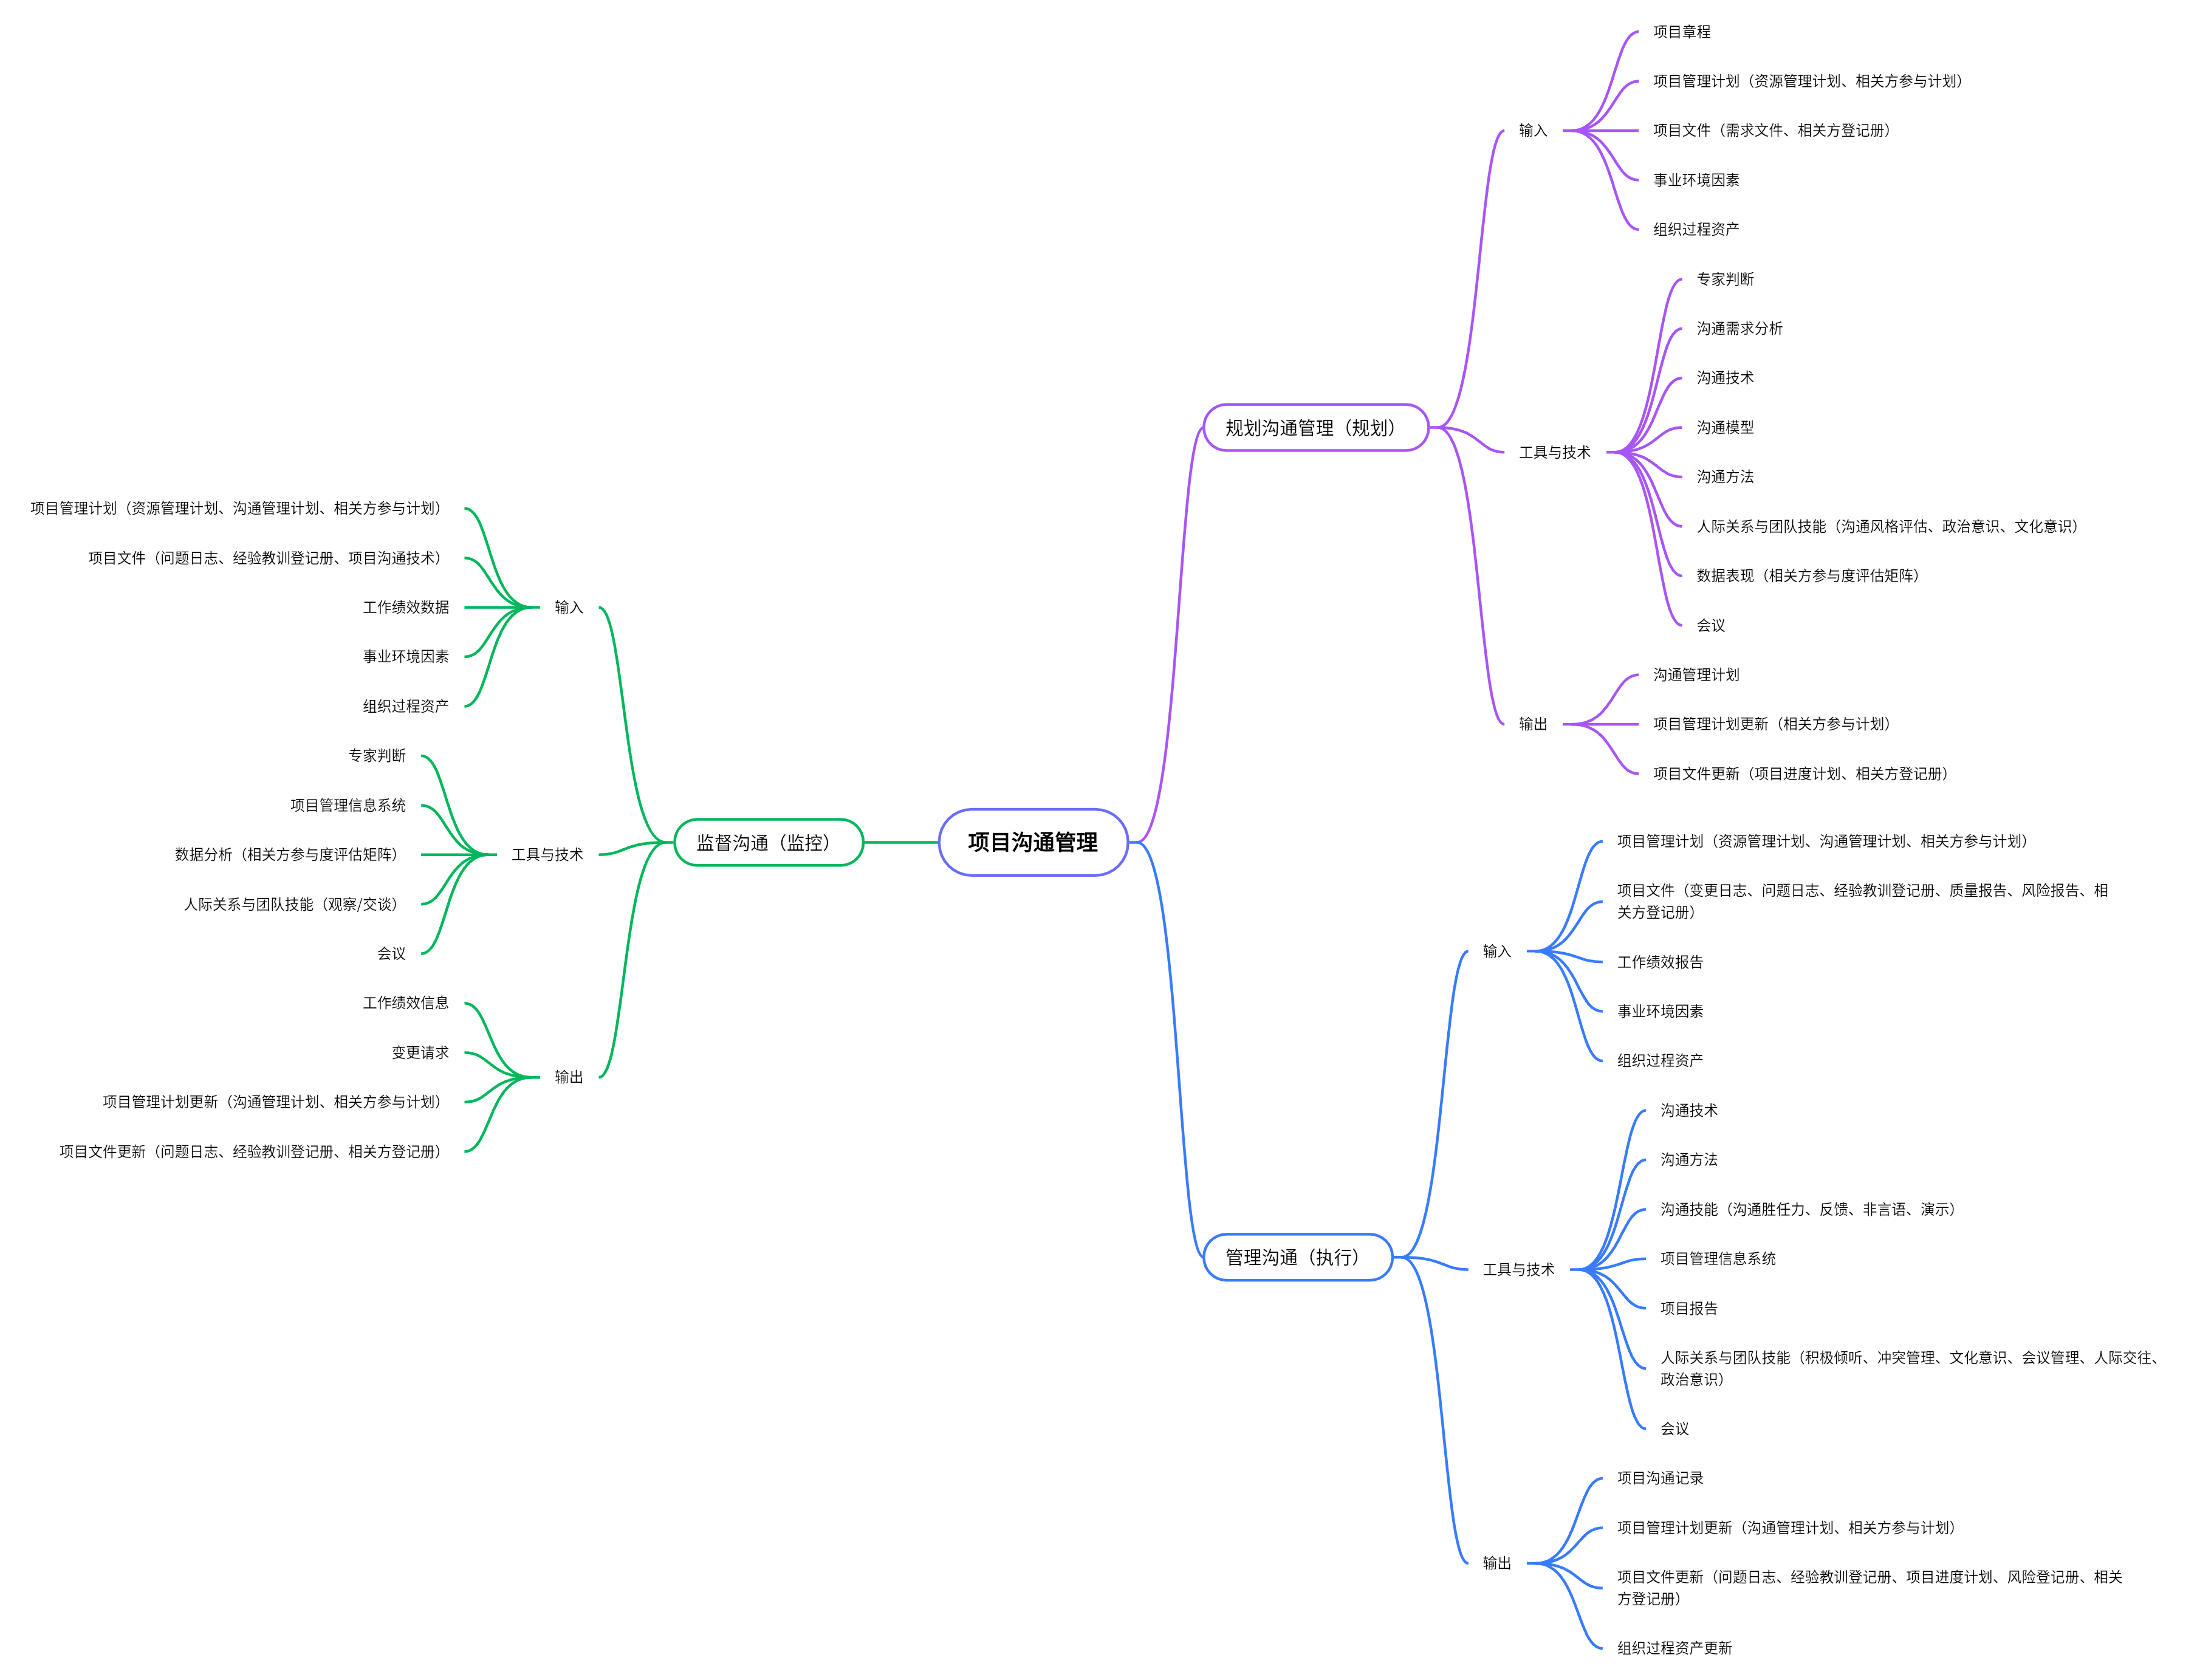 项目沟通管理
规划沟通管理（规划）
输入
项目章程
项目管理计划（资源管理计划、相关方参与计划）
项目文件（需求文件、相关方登记册）
事业环境因素
组织过程资产
工具与技术
专家判断
沟通需求分析
沟通技术
沟通模型
沟通方法
人际关系与团队技能（沟通风格评估、政治意识、文化意识）
数据表现（相关方参与度评估矩阵）
会议
输出
沟通管理计划
项目管理计划更新（相关方参与计划）
项目文件更新（项目进度计划、相关方登记册）
管理沟通（执行）
输入
项目管理计划（资源管理计划、沟通管理计划、相关方参与计划）
项目文件（变更日志、问题日志、经验教训登记册、质量报告、风险报告、相
关方登记册）
工作绩效报告
事业环境因素
组织过程资产
工具与技术
沟通技术
沟通方法
沟通技能（沟通胜任力、反馈、非言语、演示）
项目管理信息系统
项目报告
人际关系与团队技能（积极倾听、冲突管理、文化意识、会议管理、人际交往、
政治意识）
会议
输出
项目沟通记录
项目管理计划更新（沟通管理计划、相关方参与计划）
项目文件更新（问题日志、经验教训登记册、项目进度计划、风险登记册、相关
方登记册）
组织过程资产更新
监督沟通（监控）
输入
项目管理计划（资源管理计划、沟通管理计划、相关方参与计划）
项目文件（问题日志、经验教训登记册、项目沟通技术）
工作绩效数据
事业环境因素
组织过程资产
工具与技术
专家判断
项目管理信息系统
数据分析（相关方参与度评估矩阵）
人际关系与团队技能（观察/交谈）
会议
输出
工作绩效信息
变更请求
项目管理计划更新（沟通管理计划、相关方参与计划）
项目文件更新（问题日志、经验教训登记册、相关方登记册）